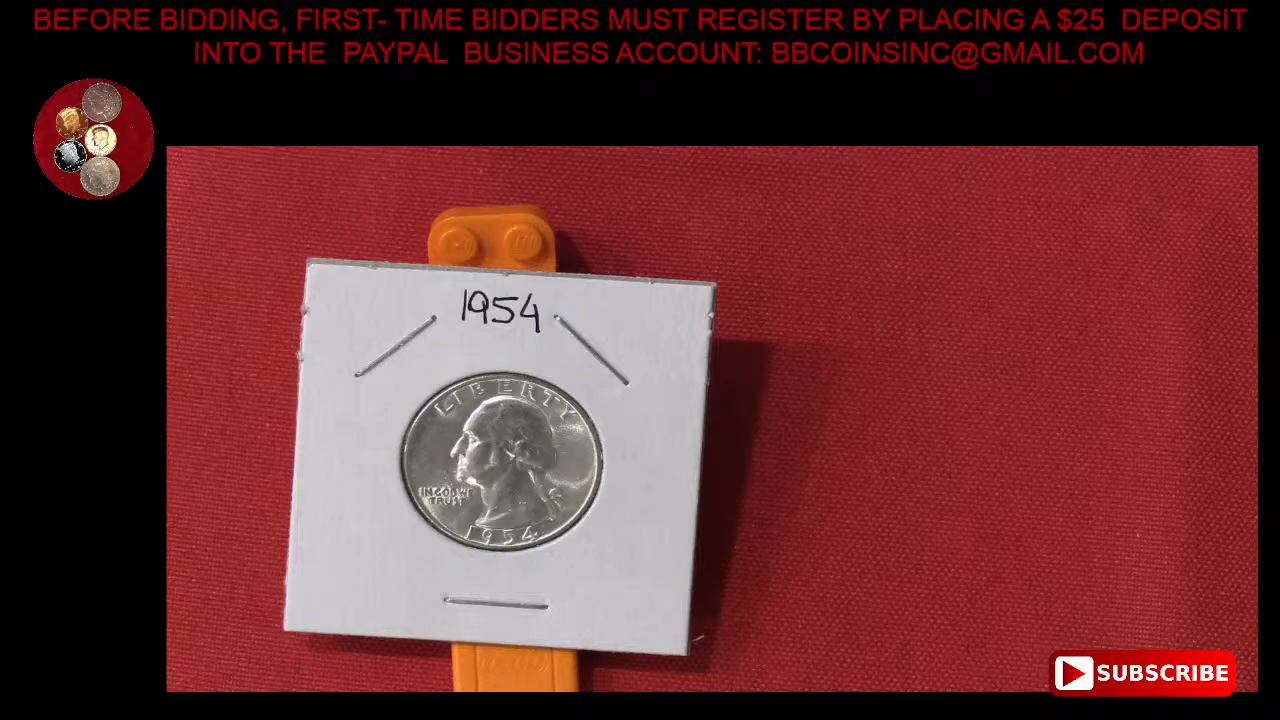 BEFORE BIDDING, FIRST- TIME BIDDERS MUST REGISTER BY PLACING A $25 DEPOSIT
INTO THE PAYPAL BUSINESS ACCOUNT: BBCOINSINC@GMAIL.COM
1954
LIBERTY
IN GOD WE
TRUST
1954
SUBSCRIBE